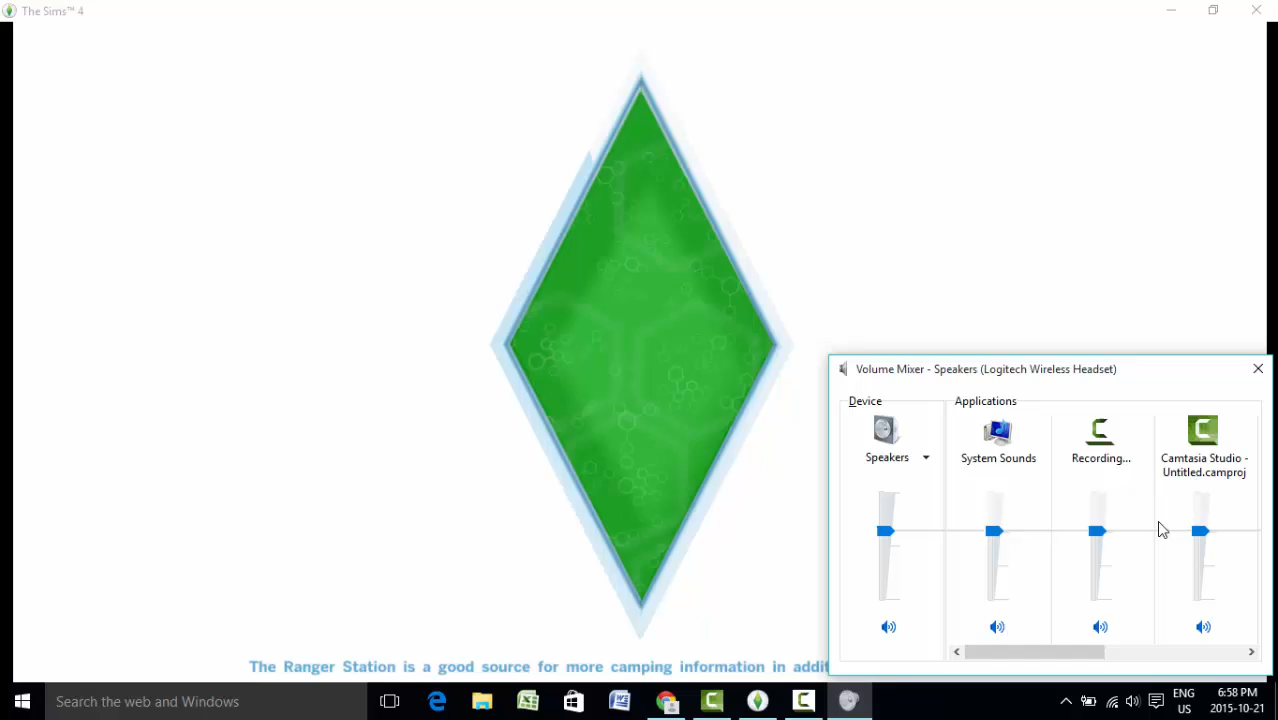 The Sims™ 4
Volume Mixer - Speakers (Logitech Wireless Headset)
Device
Applications
Speakers
System Sounds
Recording...
Camtasia Studio -
Untitled.camproj
The Ranger Station is a good source for more camping information in addi
Search the web and Windows
ENG
US
6:58 PM
2015-10-21